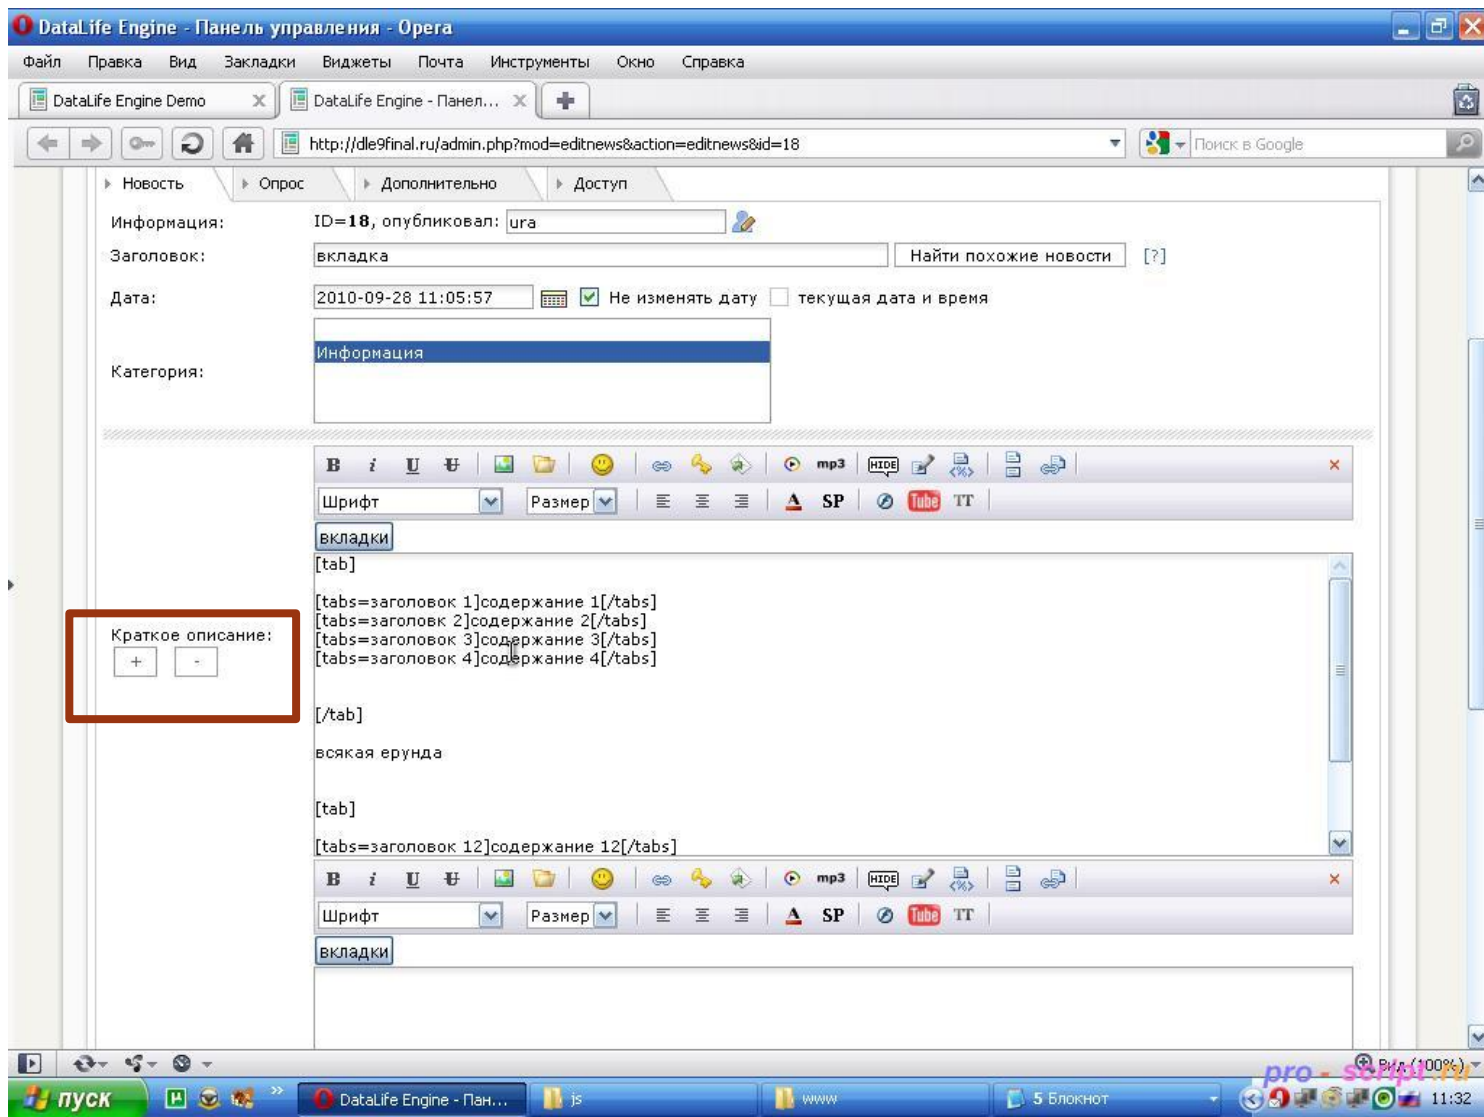 DataLife Engine - Панель управления - Opera
Файл Правка Вид Закладки Виджеты Почта Инструменты Окно Справка
DataLife Engine Demo DataLife Engine - Панел...
http://dle9final.ru/admin.php?mod=editnews&action=editnews&id=18 Поиск в Google
Новость Опрос Дополнительно Доступ
Информация: ID=18, опубликовал: ura
Заголовок: вкладка Найти похожие новости [?]
Дата: 2010-09-28 11:05:57 Не изменять дату текущая дата и время
Информация
Категория:
B i U U mp3 HIDE <%>
Шрифт Размер A SP Tube TT
вкладки
[tab]
[tabs=заголовок 1]содержание 1[/tabs]
[tabs=заголовк 2]содержание 2[/tabs]
[tabs=заголовок 3]содержание 3[/tabs]
[tabs=заголовок 4]содержание 4[/tabs]
Краткое описание:
+ -
[/tab]
всякая ерунда
[tab]
[tabs=заголовок 12]содержание 12[/tabs]
B i U U mp3 HIDE <%>
Шрифт Размер A SP Tube TT
вкладки
Вид (100%)
pro - script.ru
пуск DataLife Engine - Пан... js www 5 Блокнот 11:32